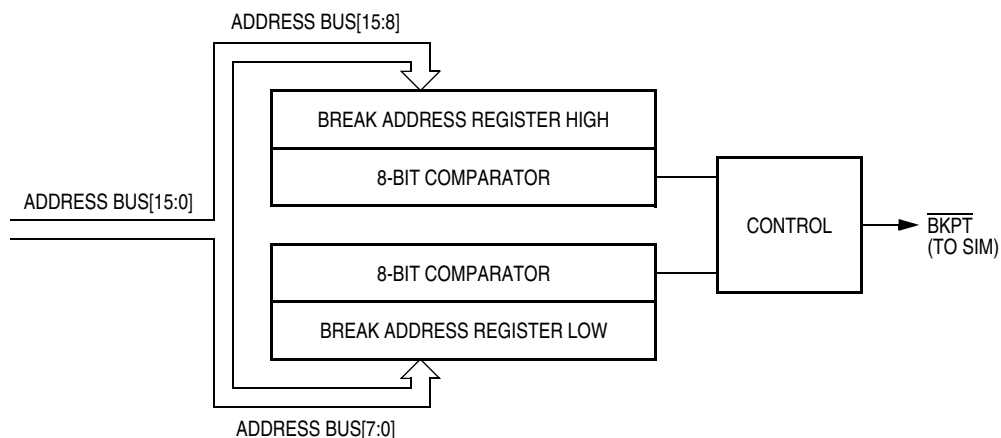 ADDRESS BUS[15:8]
BREAK ADDRESS REGISTER HIGH
8-BIT COMPARATOR
ADDRESS BUS[15:0]
CONTROL
BKPT
(TO SIM)
8-BIT COMPARATOR
BREAK ADDRESS REGISTER LOW
ADDRESS BUS[7:0]